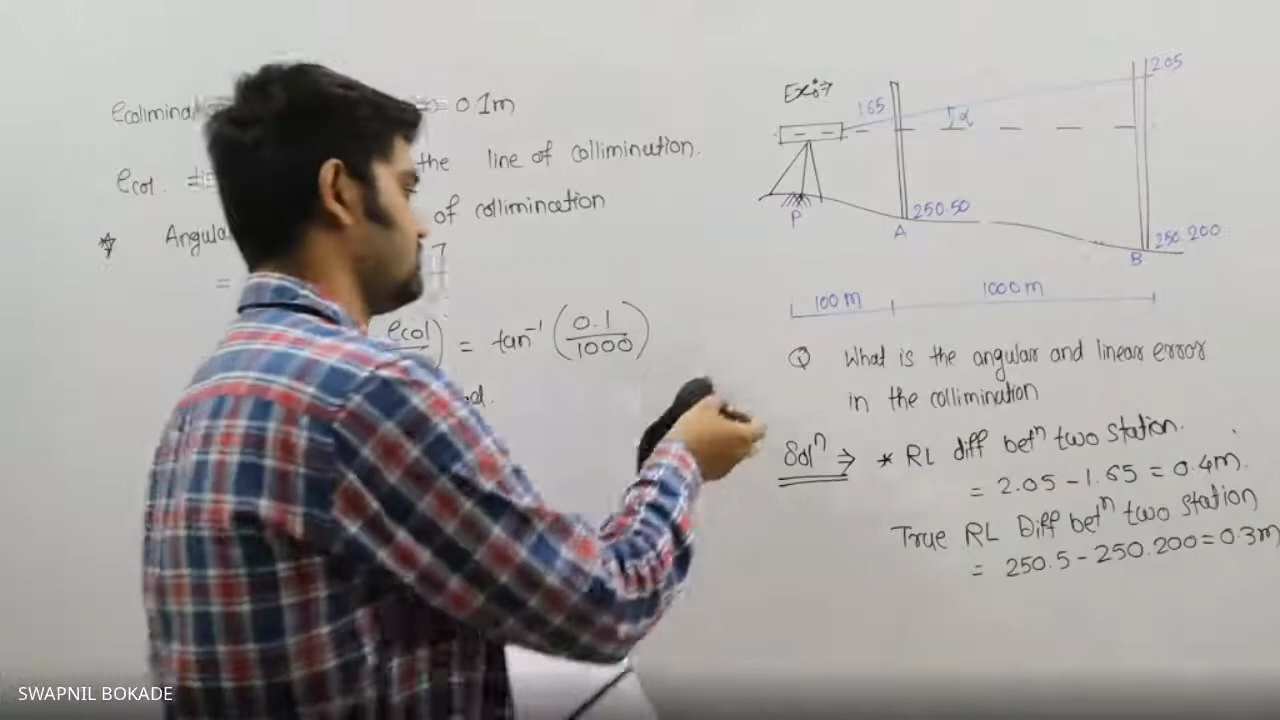 ecolimina
= 0.1m
ecol.
the line of collimination.
* Angula
of collimination
=
ecol) = tan⁻¹ (0.1/1000)
Ex:→
1.65
2.05
α
P
A
250.50
B
250.200
100 m
1000 m
Q What is the angular and linear error
in the collimination
Solⁿ → * RL diff betⁿ two station.
= 2.05 - 1.65 = 0.4m.
True RL Diff betⁿ two station
= 250.5 - 250.200 = 0.3m
SWAPNIL BOKADE